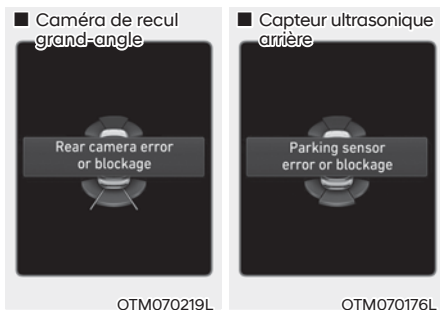 ■ Caméra de recul
grand-angle
Rear camera error
or blockage
OTM070219L
■ Capteur ultrasonique
arrière
Parking sensor
error or blockage
OTM070176L